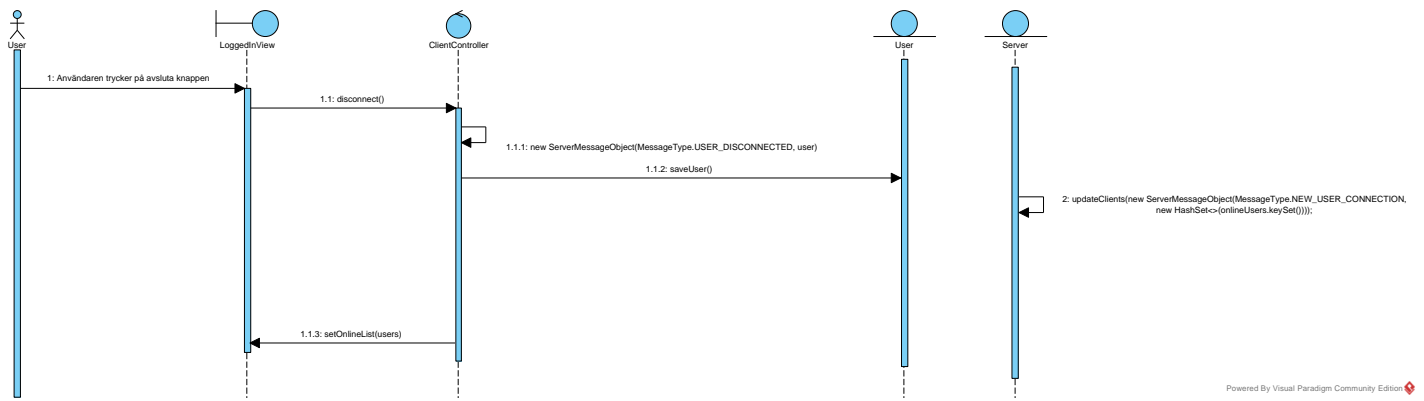 User
LoggedInView
ClientController
User
Server
1: Användaren trycker på avsluta knappen
1.1: disconnect()
1.1.1: new ServerMessageObject(MessageType.USER_DISCONNECTED, user)
1.1.2: saveUser()
2: updateClients(new ServerMessageObject(MessageType.NEW_USER_CONNECTION,
new HashSet<>(onlineUsers.keySet())));
1.1.3: setOnlineList(users)
Powered By Visual Paradigm Community Edition